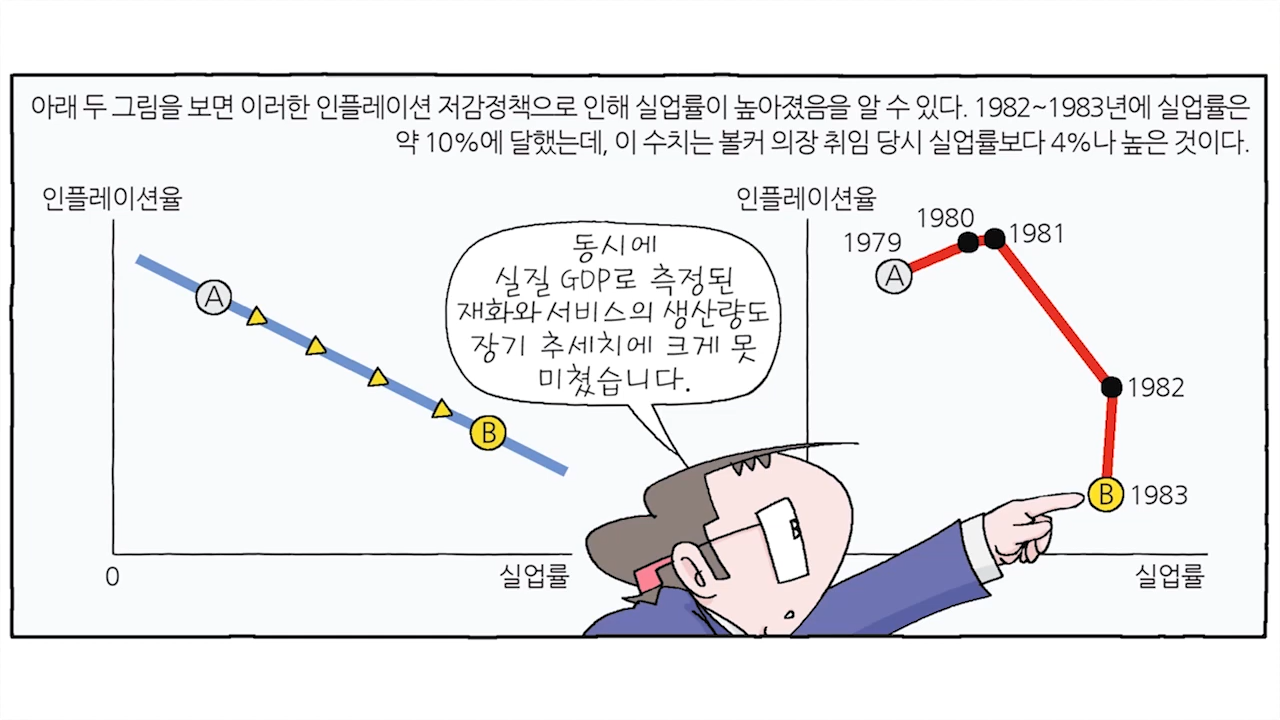 아래 두 그림을 보면 이러한 인플레이션 저감정책으로 인해 실업률이 높아졌음을 알 수 있다. 1982~1983년에 실업률은
약 10%에 달했는데, 이 수치는 볼커 의장 취임 당시 실업률보다 4%나 높은 것이다.
인플레이션율
A
B
0
실업률
동시에
실질 GDP로 측정된
재화와 서비스의 생산량도
장기 추세치에 크게 못
미쳤습니다.
인플레이션율
1979
1980
1981
A
1982
B
1983
B
실업률